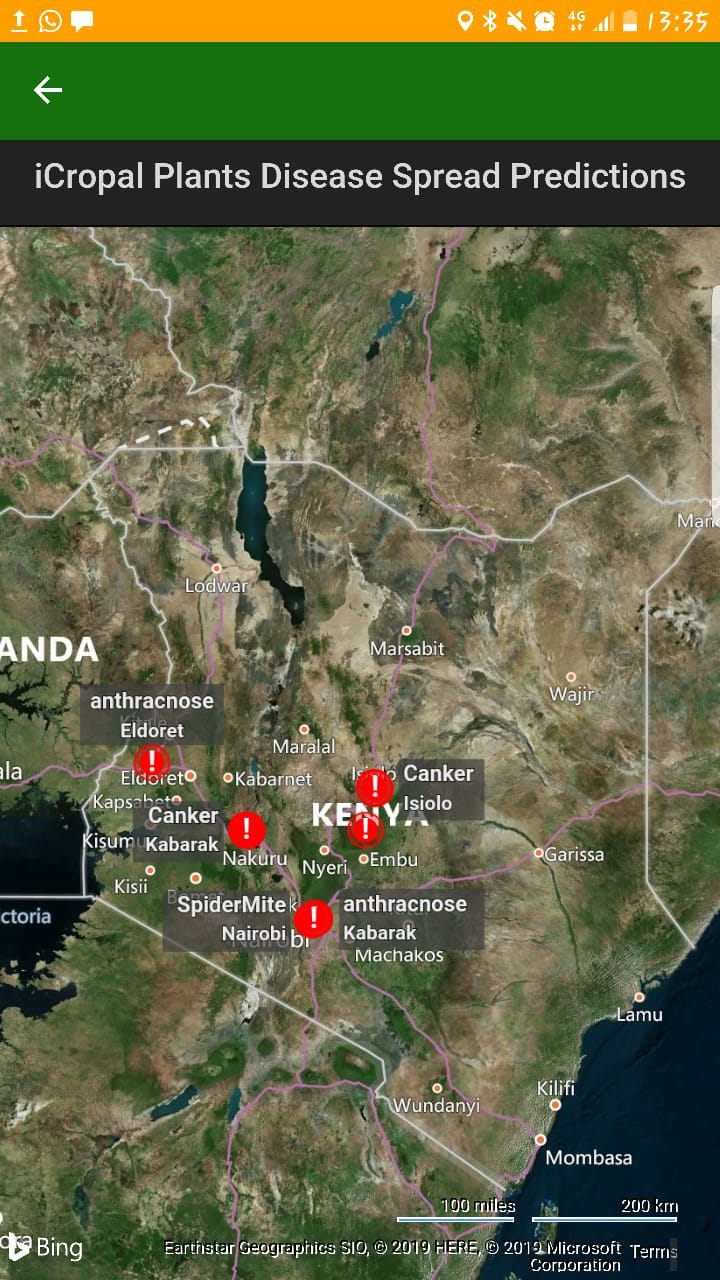 4G 13:35
iCropal Plants Disease Spread Predictions
Lodwar
ANDA
Marsabit
Wajir
anthracnose
Eldoret
Maralal
Eldoret
Kabarnet
Canker
Isiolo
KENYA
Canker
Kabarak
Nakuru
Nyeri
Embu
Garissa
Kisumu
Kisii
ctoria
SpiderMite
Nairobi
anthracnose
Kabarak
Nairobi
Machakos
Lamu
Wundanyi
Kilifi
Mombasa
100 miles
200 km
Bing
Earthstar Geographics SIO, © 2019 HERE, © 2019 Microsoft Corporation
Terms